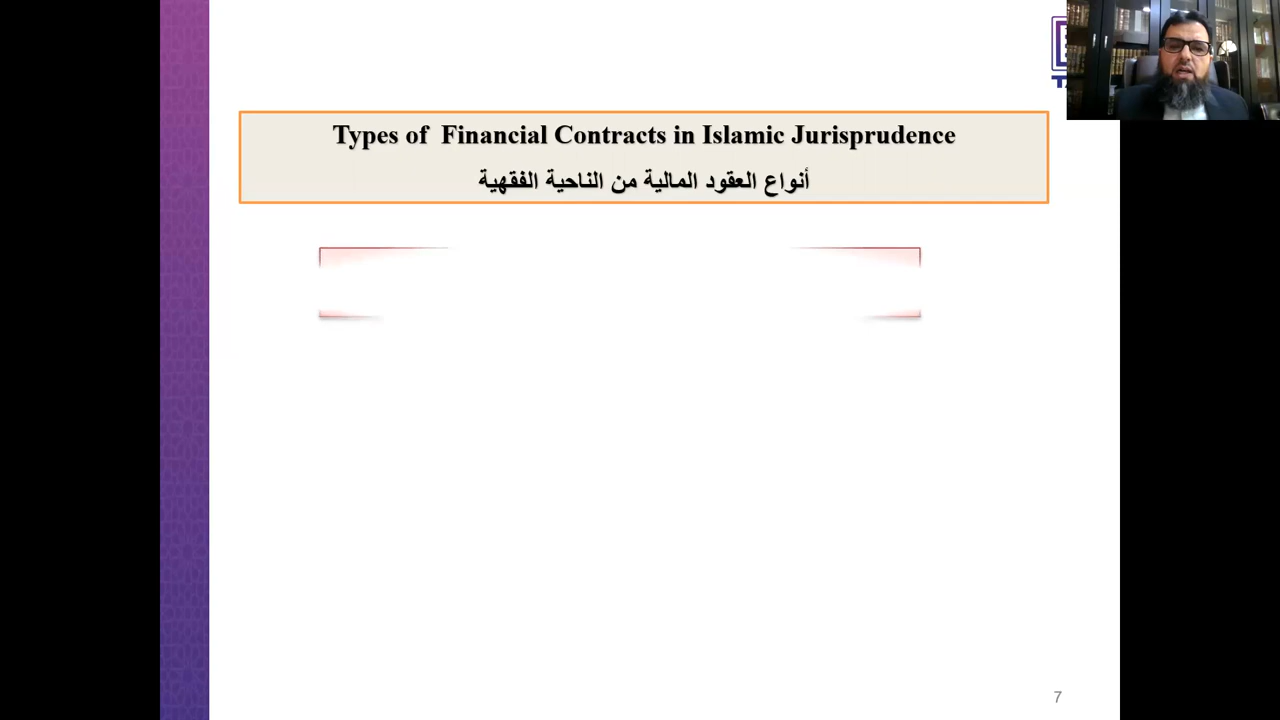 Types of Financial Contracts in Islamic Jurisprudence
أنواع العقود المالية من الناحية الفقهية
7